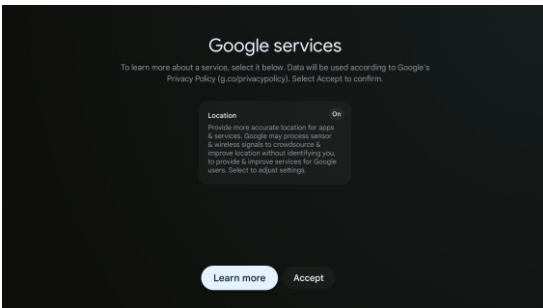 Google services
To learn more about a service, select it below. Data will be used according to Google's
Privacy Policy (g.co/privacypolicy). Select Accept to confirm.
Location
On
Provide more accurate location for apps
& services. Google may process sensor
& wireless signals to crowdsource &
improve location without identifying you,
to provide & improve services for Google
users. Select to adjust settings.
Learn more
Accept